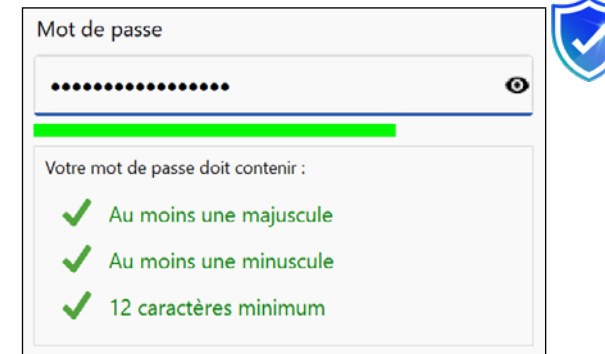 Mot de passe
•••••••••••••••••
Votre mot de passe doit contenir :
Au moins une majuscule
Au moins une minuscule
12 caractères minimum